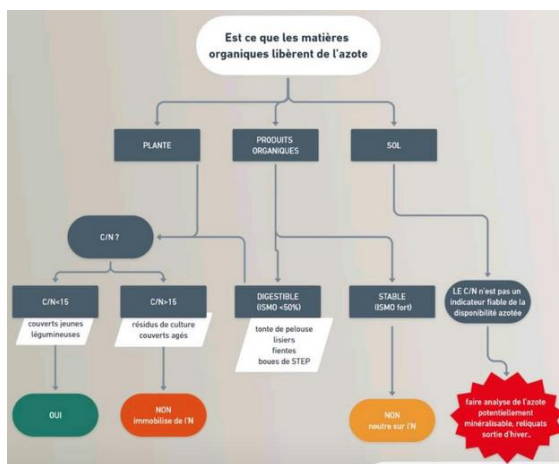 Est ce que les matières
organiques libèrent de l'azote
PLANTE
PRODUITS
ORGANIQUES
SOL
C/N ?
C/N<15
couverts jeunes
légumineuses
C/N>15
résidus de culture
couverts agés
DIGESTIBLE
(ISMO <50%)
tonte de pelouse
lisiers
fientes
boues de STEP
STABLE
(ISMO fort)
LE C/N n'est pas un
indicateur fiable de la
disponibilité azotée
OUI
NON
immobilise de l'N
NON
neutre sur l'N
faire analyse de l'azote
potentiellement
minéralisable, reliquats
sortie d'hiver..